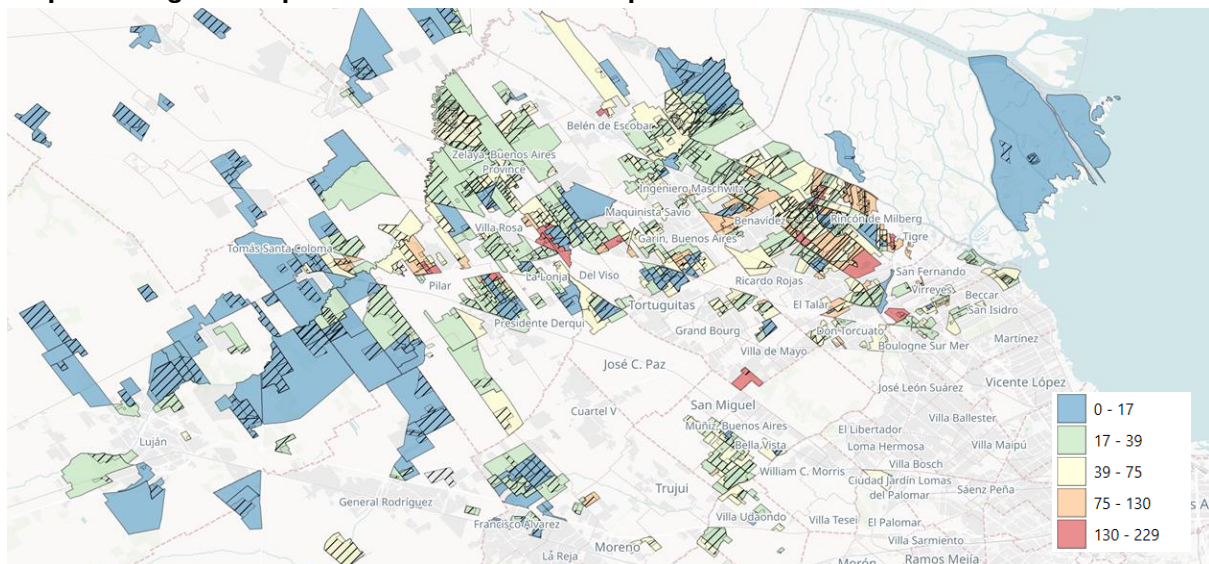 Belén de Escobar
Zelaya, Buenos Aires
Province
Ingeniero Maschwitz
Maquinista Savio
Benavídez
Rincón de Milberg
Tigre
Villa Rosa
Garín, Buenos Aires
Tomás Santa Coloma
Pilar
La Lonja
Del Viso
Ricardo Rojas
San Fernando
Virreyes
Beccar
San Isidro
Tortuguitas
El Talar
Presidente Derqui
Grand Bourg
Don Torcuato
Boulogne Sur Mer
Martínez
Villa de Mayo
José C. Paz
José León Suárez
Vicente López
Cuartel V
San Miguel
Muñiz, Buenos Aires
Bella Vista
El Libertador
Loma Hermosa
Villa Ballester
Villa Maipú
Luján
William C. Morris
Villa Bosch
Ciudad Jardín Lomas
del Palomar
Sáenz Peña
Trujui
General Rodríguez
Francisco Álvarez
Villa Udaondo
Villa Tesei
El Palomar
Villa Sarmiento
La Reja
Moreno
Morón
Ramos Mejía
0 - 17
17 - 39
39 - 75
75 - 130
130 - 229